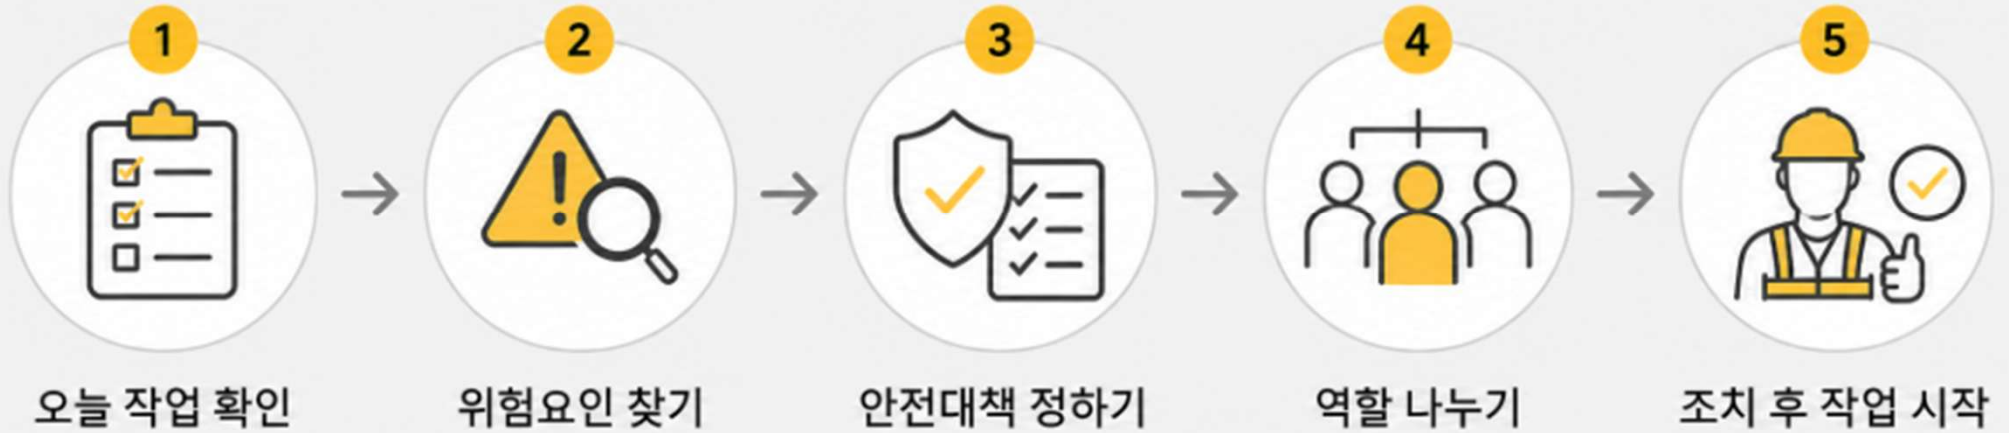 1
2
3
4
5
오늘 작업 확인
위험요인 찾기
안전대책 정하기
역할 나누기
조치 후 작업 시작